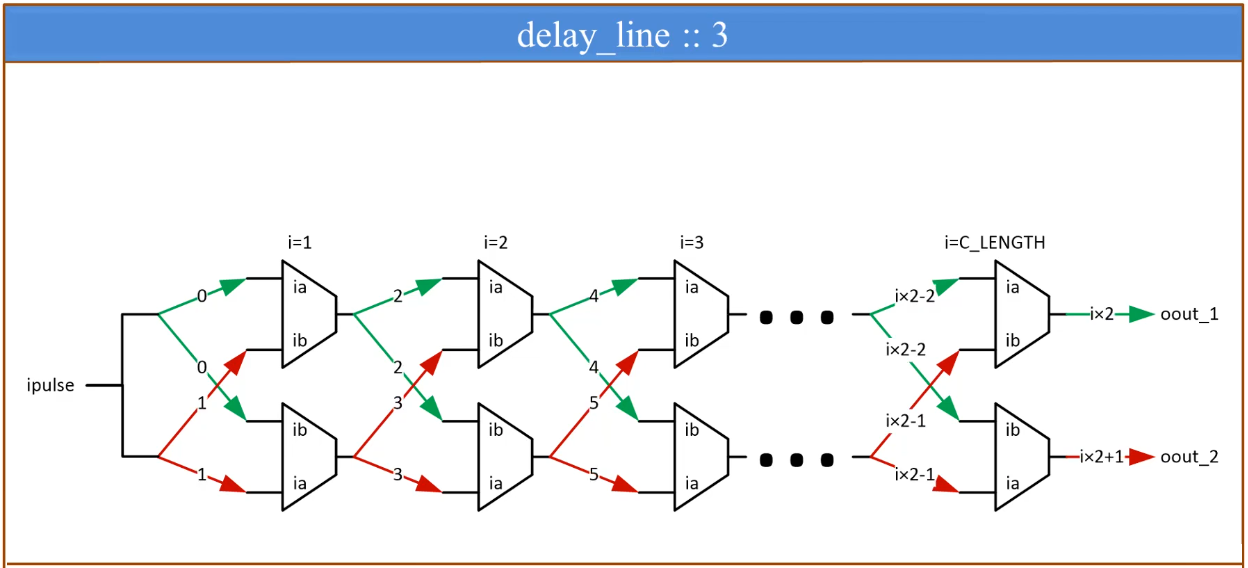 delay_line :: 3
i=1
i=2
i=3
i=C_LENGTH
0
2
4
i×2-2
ia
ia
ia
ia
ib
ib
ib
ib
i×2
oout_1
0
2
4
i×2-2
ipulse
1
3
5
i×2-1
ib
ib
ib
ib
ia
ia
ia
ia
1
3
5
i×2-1
i×2+1
oout_2